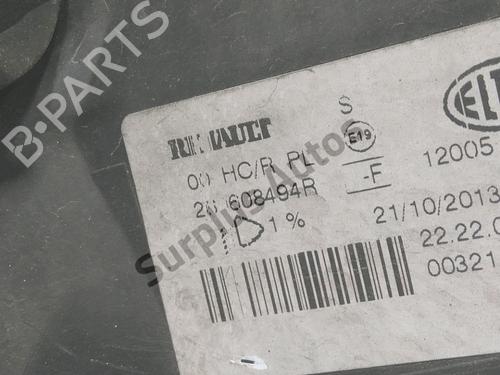 B-PARTS
Surplus Autos
RENAULT S ELT
00 HC/R PL E19 12005
26 608494R -F 21/10/2013
1% 22.22.0
00321